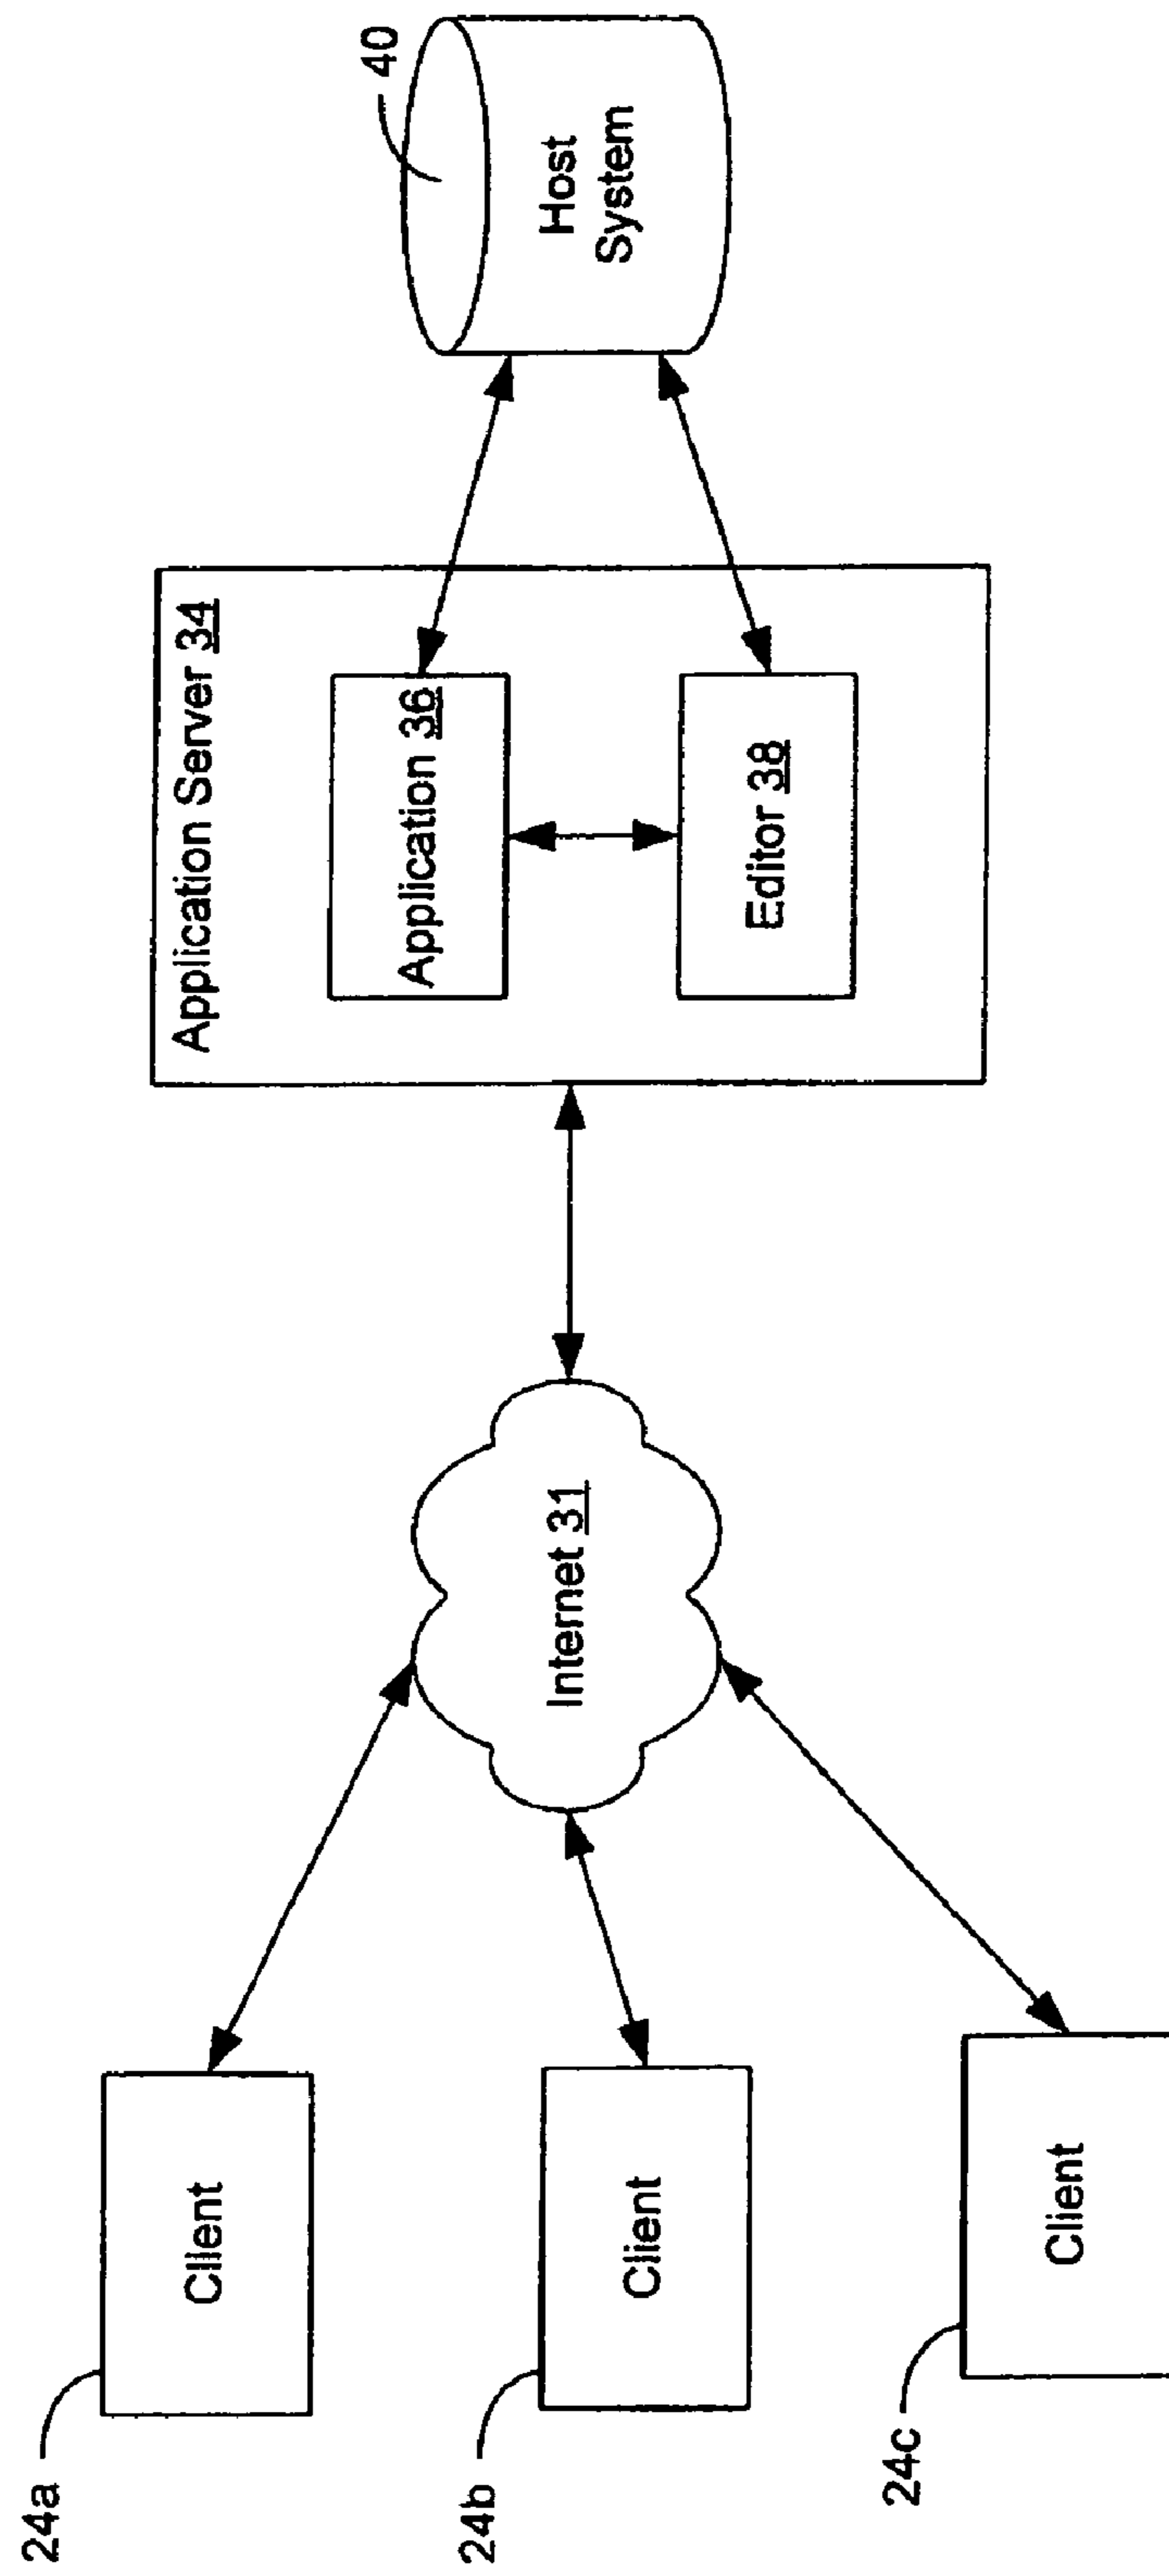 24a
Client
24b
Client
24c
Client
Internet 31
Application Server 34
Application 36
Editor 38
40
Host
System